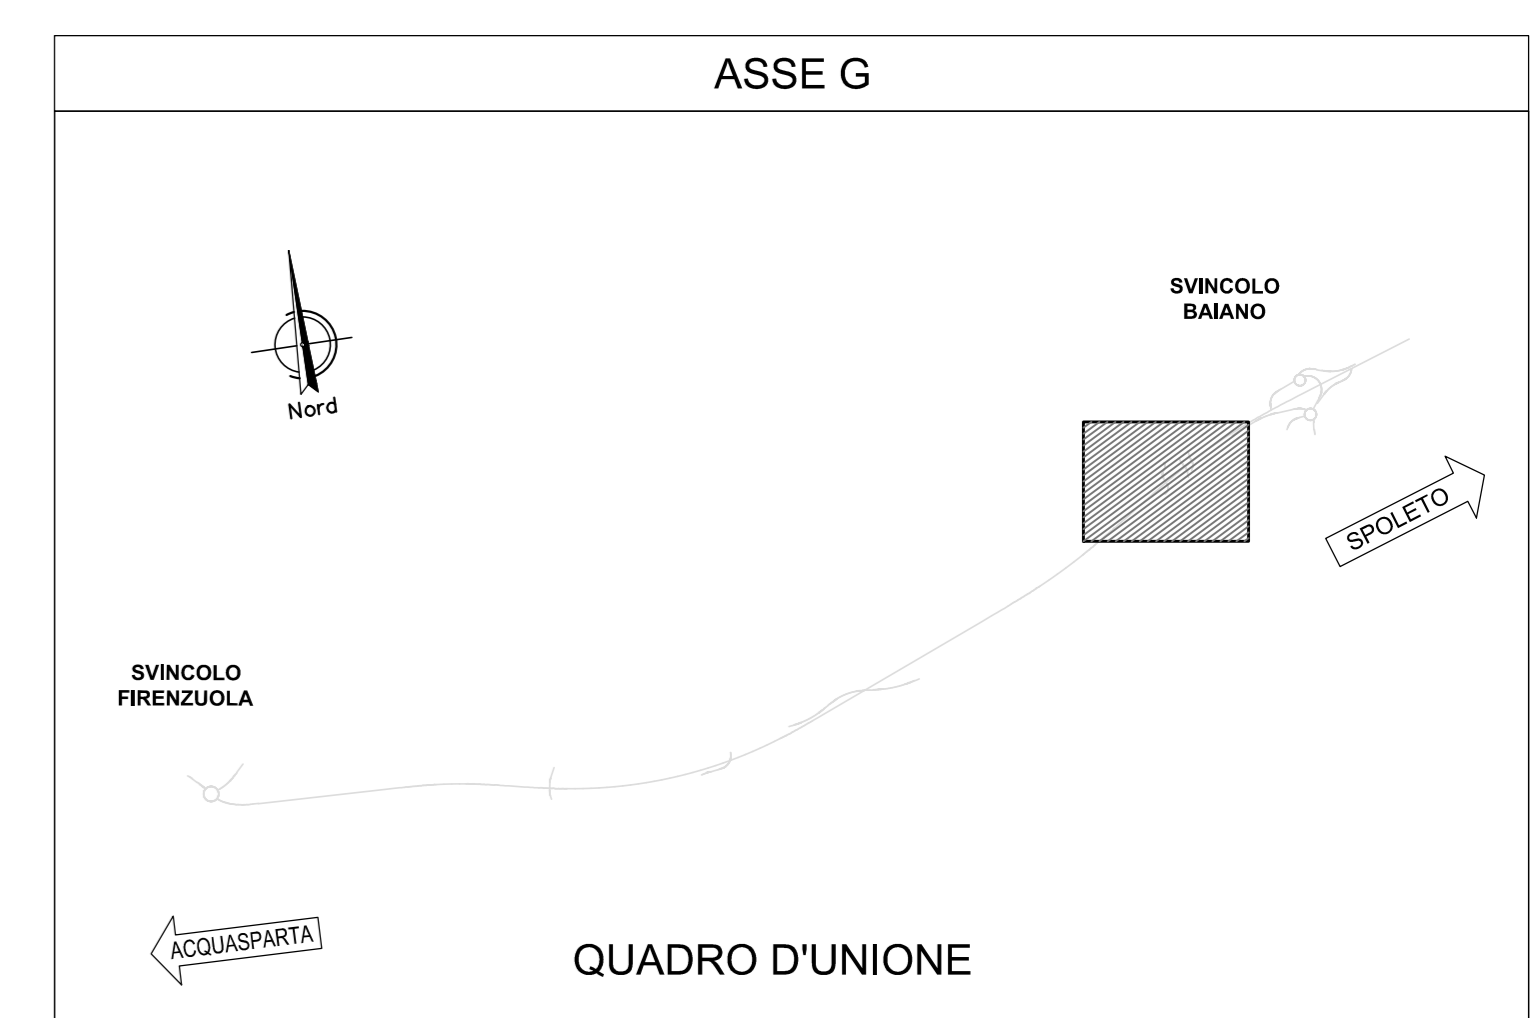 ASSE G
SVINCOLO
BAIANO
Nord
SPOLETO
SVINCOLO
FIRENZUOLA
ACQUASPARTA
QUADRO D'UNIONE